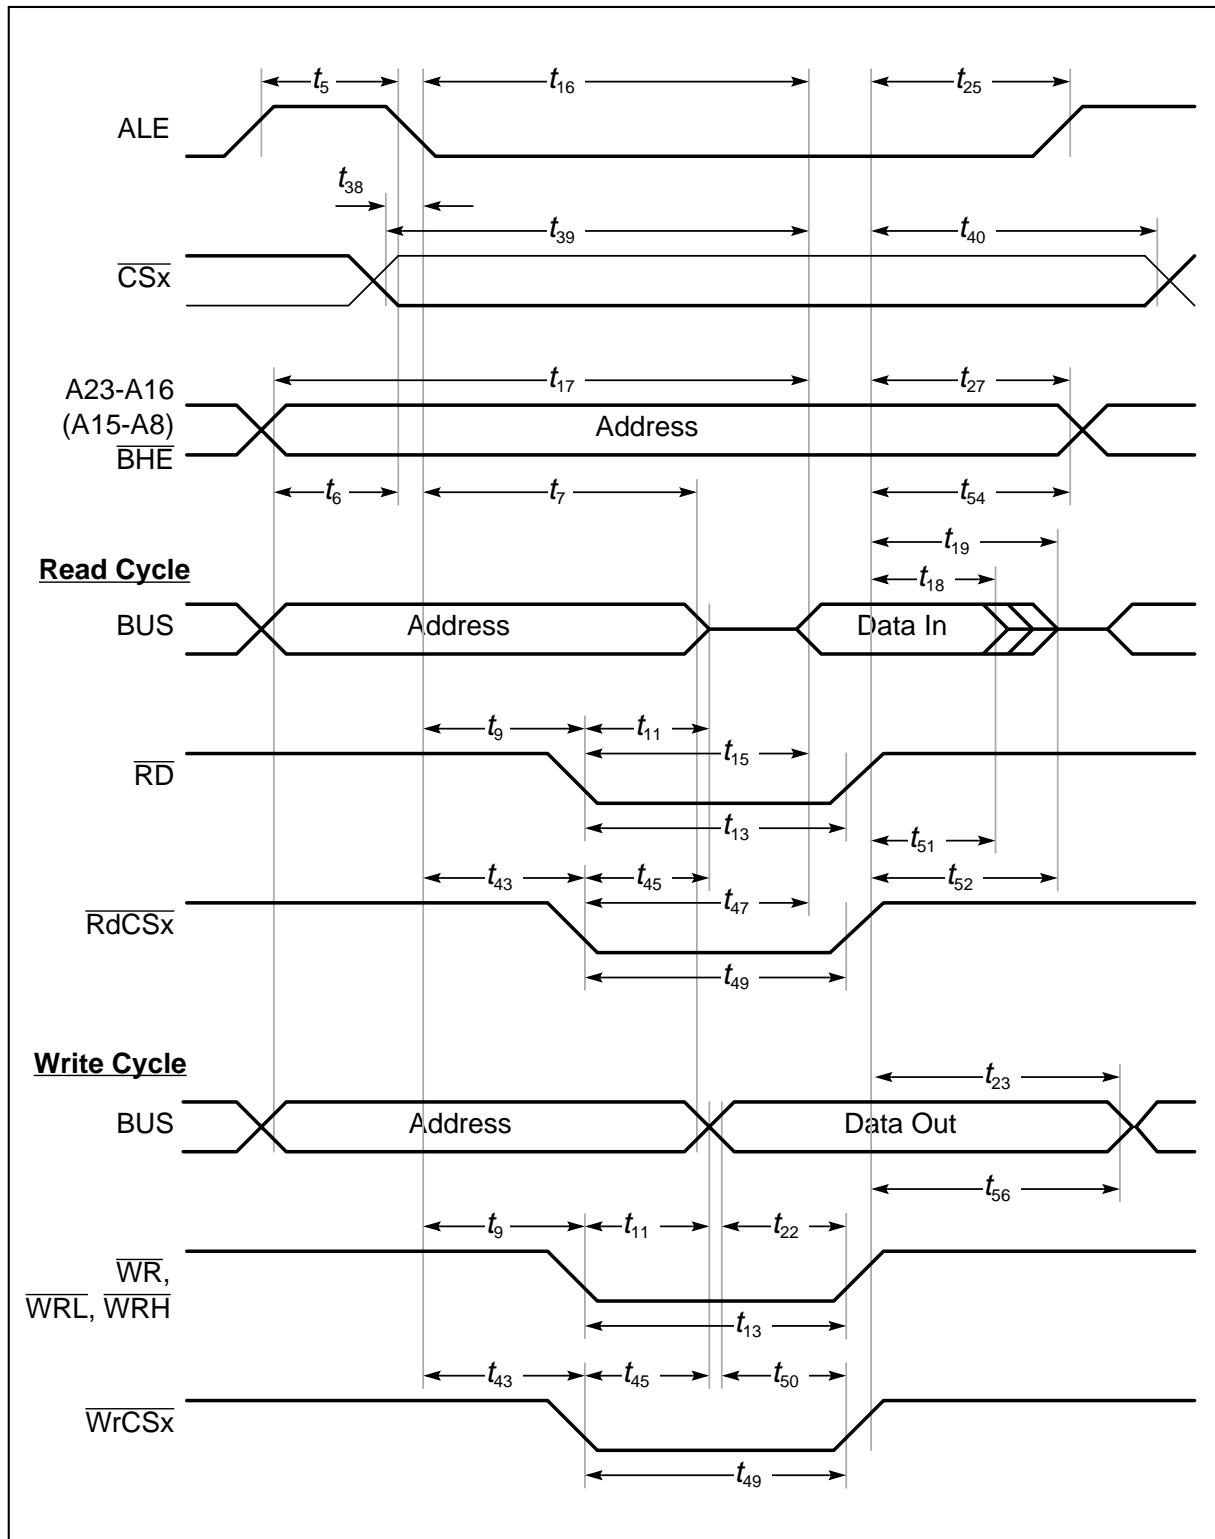 t5 t16 t25
ALE
t38
t39 t40
CSx
t17 t27
A23-A16
(A15-A8)
BHE
Address
t6 t7 t54
t19
Read Cycle
t18
BUS Address Data In
t9 t11
t15
RD
t13
t51
t43 t45 t52
t47
RdCSx
t49
Write Cycle
t23
BUS Address Data Out
t56
t9 t11 t22
WR,
WRL, WRH
t13
t43 t45 t50
WrCSx
t49